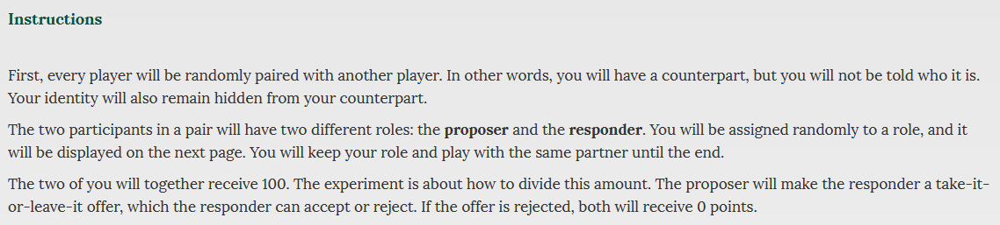 Instructions
First, every player will be randomly paired with another player. In other words, you will have a counterpart, but you will not be told who it is.
Your identity will also remain hidden from your counterpart.
The two participants in a pair will have two different roles: the proposer and the responder. You will be assigned randomly to a role, and it
will be displayed on the next page. You will keep your role and play with the same partner until the end.
The two of you will together receive 100. The experiment is about how to divide this amount. The proposer will make the responder a take-it-
or-leave-it offer, which the responder can accept or reject. If the offer is rejected, both will receive 0 points.